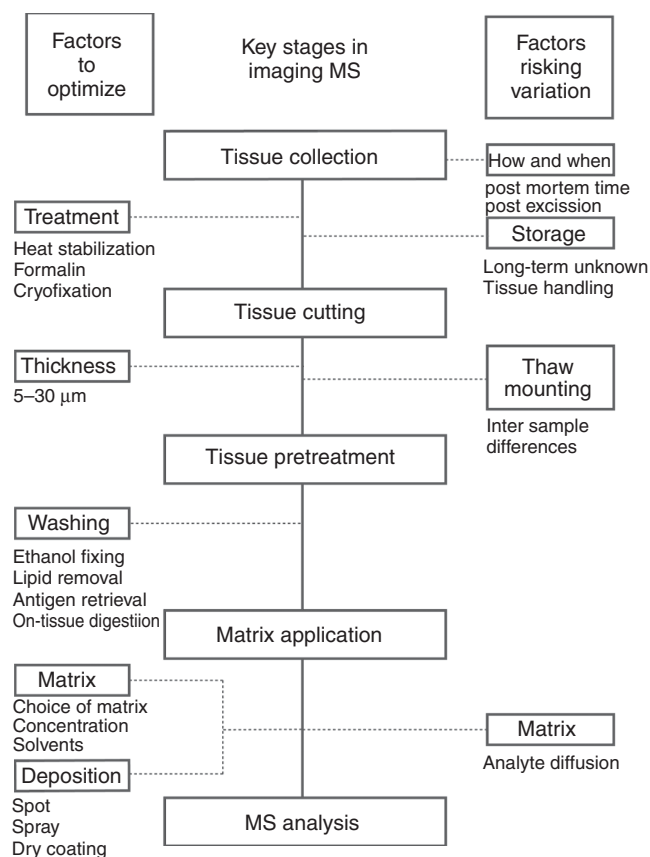 Factors
to
optimize
Key stages in
imaging MS
Factors
risking
variation
Tissue collection
How and when
post mortem time
post excission
Treatment
Heat stabilization
Formalin
Cryofixation
Storage
Long-term unknown
Tissue handling
Tissue cutting
Thickness
5–30 μm
Thaw
mounting
Inter sample
differences
Tissue pretreatment
Washing
Ethanol fixing
Lipid removal
Antigen retrieval
On-tissue digestiion
Matrix application
Matrix
Choice of matrix
Concentration
Solvents
Matrix
Analyte diffusion
Deposition
Spot
Spray
Dry coating
MS analysis